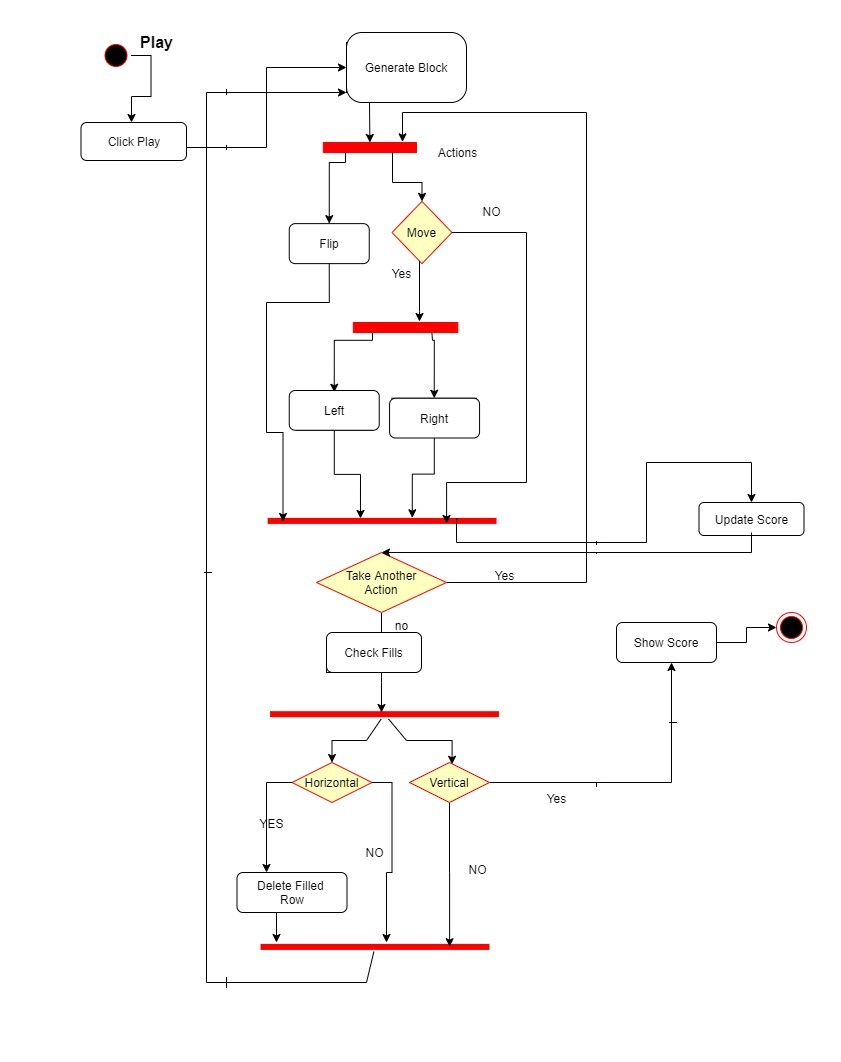 Play
Generate Block
Click Play
Actions
NO
Flip
Move
Yes
Left
Right
Update Score
Take Another
Action
Yes
no
Check Fills
Show Score
Horizontal
Vertical
Yes
YES
NO
NO
Delete Filled
Row